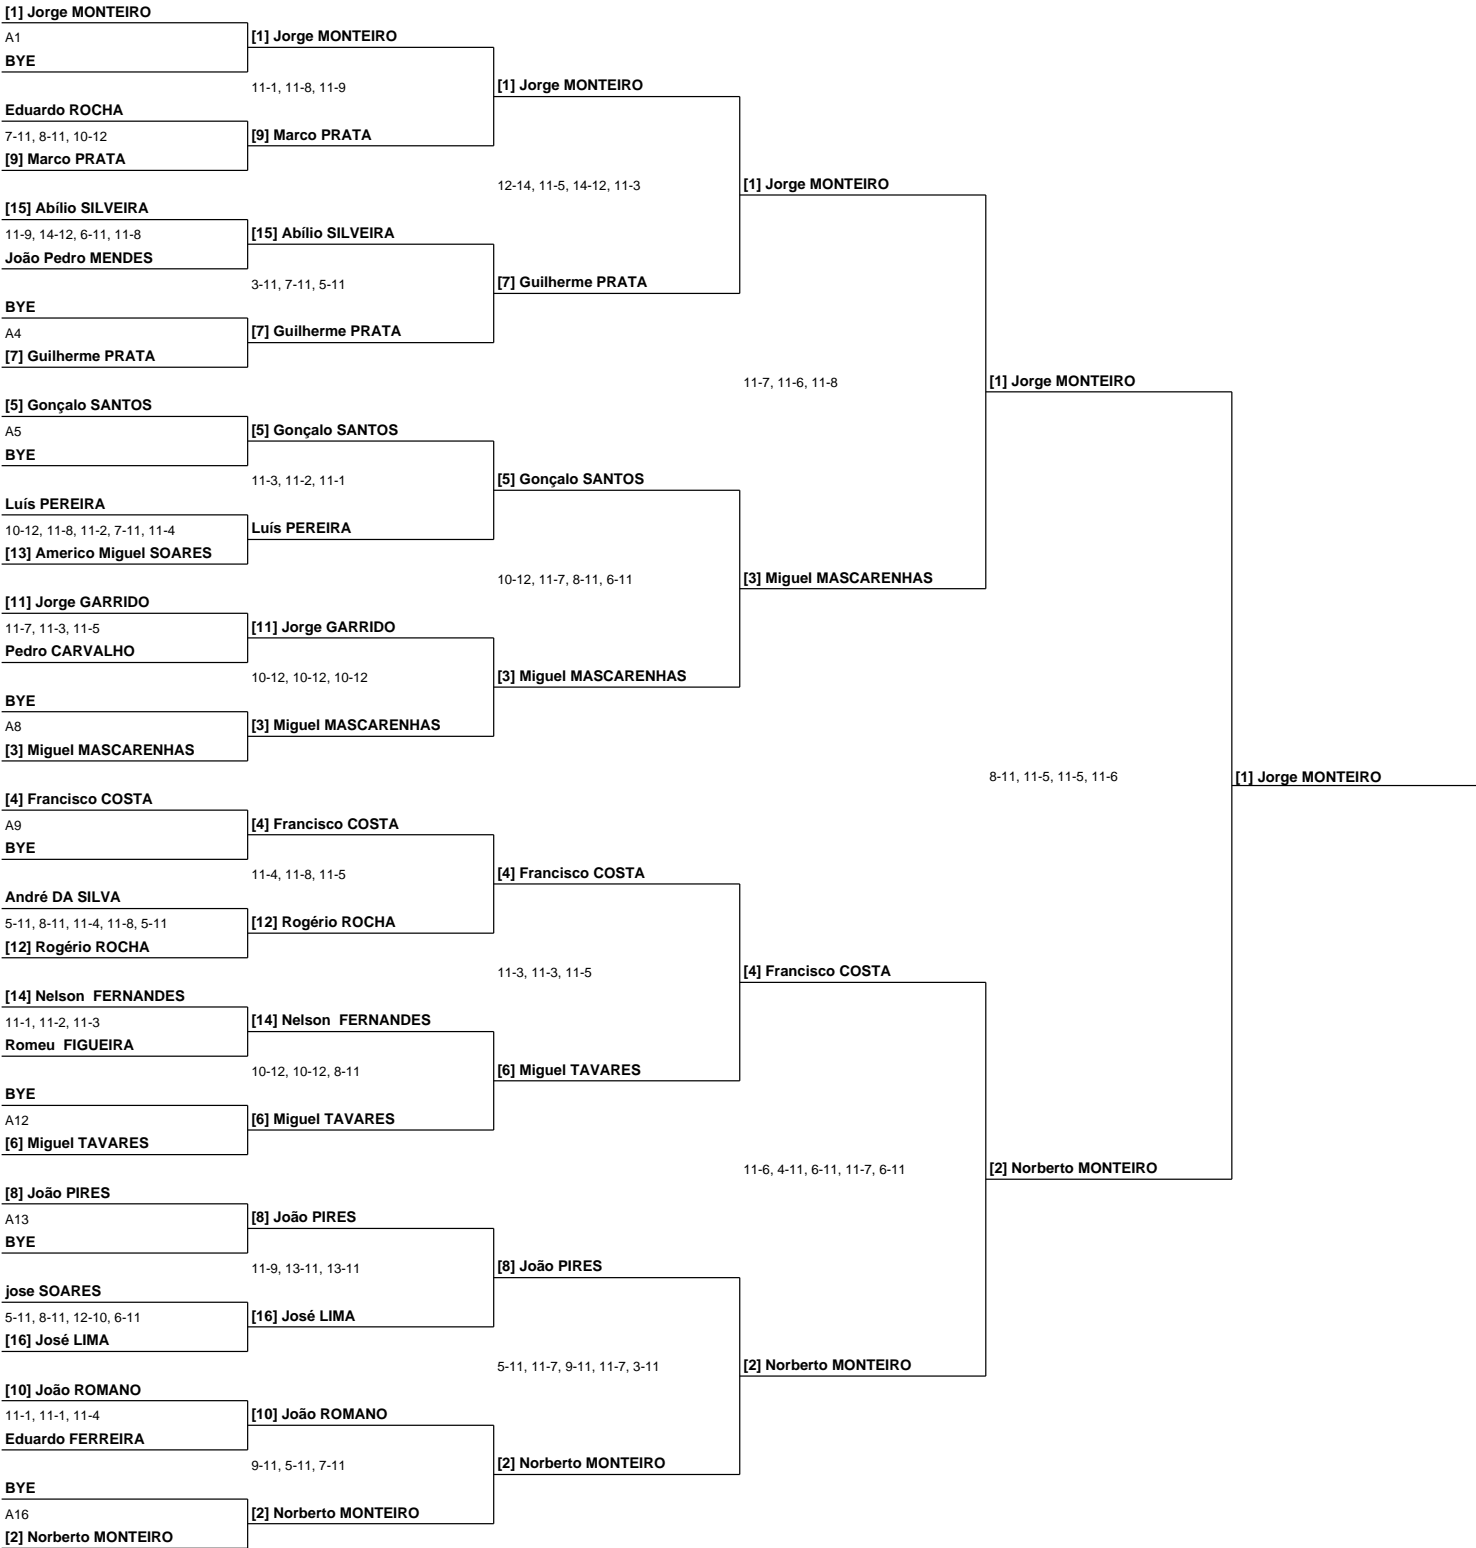 [1] Jorge MONTEIRO
A1
BYE
Eduardo ROCHA
7-11, 8-11, 10-12
[9] Marco PRATA
[15] Abílio SILVEIRA
11-9, 14-12, 6-11, 11-8
João Pedro MENDES
BYE
A4
[7] Guilherme PRATA
[5] Gonçalo SANTOS
A5
BYE
Luís PEREIRA
10-12, 11-8, 11-2, 7-11, 11-4
[13] Americo Miguel SOARES
[11] Jorge GARRIDO
11-7, 11-3, 11-5
Pedro CARVALHO
BYE
A8
[3] Miguel MASCARENHAS
[4] Francisco COSTA
A9
BYE
André DA SILVA
5-11, 8-11, 11-4, 11-8, 5-11
[12] Rogério ROCHA
[14] Nelson  FERNANDES
11-1, 11-2, 11-3
Romeu  FIGUEIRA
BYE
A12
[6] Miguel TAVARES
[8] João PIRES
A13
BYE
jose SOARES
5-11, 8-11, 12-10, 6-11
[16] José LIMA
[10] João ROMANO
11-1, 11-1, 11-4
Eduardo FERREIRA
BYE
A16
[2] Norberto MONTEIRO
[1] Jorge MONTEIRO
11-1, 11-8, 11-9
[9] Marco PRATA
[15] Abílio SILVEIRA
3-11, 7-11, 5-11
[7] Guilherme PRATA
[5] Gonçalo SANTOS
11-3, 11-2, 11-1
Luís PEREIRA
[11] Jorge GARRIDO
10-12, 10-12, 10-12
[3] Miguel MASCARENHAS
[4] Francisco COSTA
11-4, 11-8, 11-5
[12] Rogério ROCHA
[14] Nelson  FERNANDES
10-12, 10-12, 8-11
[6] Miguel TAVARES
[8] João PIRES
11-9, 13-11, 13-11
[16] José LIMA
[10] João ROMANO
9-11, 5-11, 7-11
[2] Norberto MONTEIRO
[1] Jorge MONTEIRO
12-14, 11-5, 14-12, 11-3
[7] Guilherme PRATA
[5] Gonçalo SANTOS
10-12, 11-7, 8-11, 6-11
[3] Miguel MASCARENHAS
[4] Francisco COSTA
11-3, 11-3, 11-5
[6] Miguel TAVARES
[8] João PIRES
5-11, 11-7, 9-11, 11-7, 3-11
[2] Norberto MONTEIRO
[1] Jorge MONTEIRO
11-7, 11-6, 11-8
[3] Miguel MASCARENHAS
[4] Francisco COSTA
11-6, 4-11, 6-11, 11-7, 6-11
[2] Norberto MONTEIRO
[1] Jorge MONTEIRO
8-11, 11-5, 11-5, 11-6
[2] Norberto MONTEIRO
[1] Jorge MONTEIRO